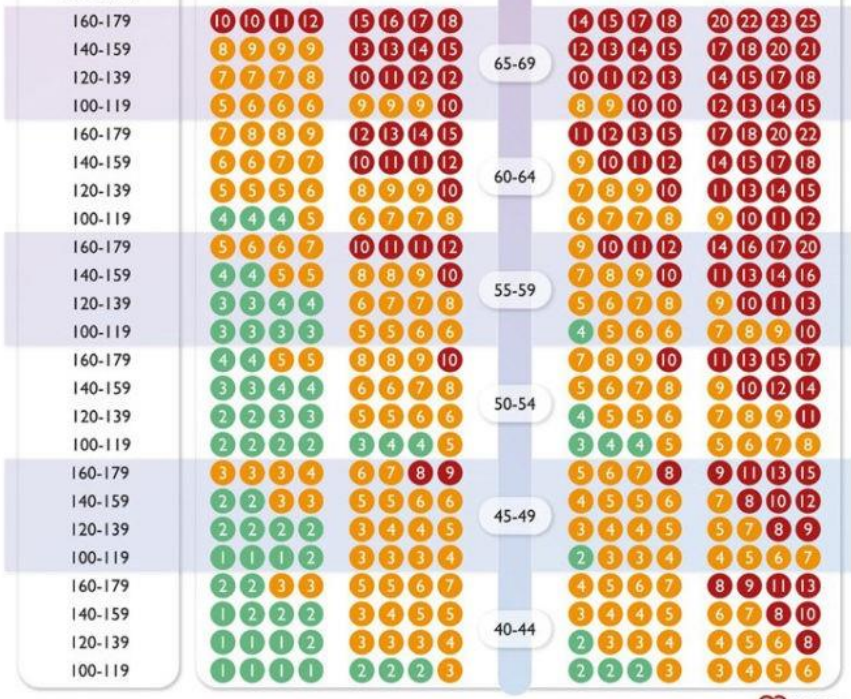 160-179 10 10 11 12 15 16 17 18 14 15 17 18 20 22 23 25
140-159 8 9 9 9 13 13 14 15 12 13 14 15 17 18 20 21
65-69
120-139 7 7 7 8 10 11 12 12 10 11 12 13 14 15 17 18
100-119 5 6 6 6 9 9 9 10 8 9 10 10 12 13 14 15
160-179 7 8 8 9 12 13 14 15 11 12 13 15 17 18 20 22
140-159 6 6 7 7 10 11 11 12 9 10 11 12 14 15 17 18
60-64
120-139 5 5 5 6 8 9 9 10 7 8 9 10 11 13 14 15
100-119 4 4 4 5 6 7 7 8 6 7 7 8 9 10 11 12
160-179 5 6 6 7 10 11 11 12 9 10 11 12 14 16 17 20
140-159 4 4 5 5 8 8 9 10 7 8 9 10 11 13 14 16
55-59
120-139 3 3 4 4 6 7 7 8 5 6 7 8 9 10 11 13
100-119 3 3 3 3 5 5 6 6 4 5 6 6 7 8 9 10
160-179 4 4 5 5 8 8 9 10 7 8 9 10 11 13 15 17
140-159 3 3 4 4 6 6 7 8 5 6 7 8 9 10 12 14
50-54
120-139 2 2 3 3 5 5 6 6 4 5 5 6 7 8 9 11
100-119 2 2 2 2 3 4 4 5 3 4 4 5 5 6 7 8
160-179 3 3 3 4 6 7 8 9 5 6 7 8 9 11 13 15
140-159 2 2 3 3 5 5 6 6 4 5 5 6 7 8 10 12
45-49
120-139 2 2 2 2 3 4 4 5 3 4 4 5 5 7 8 9
100-119 1 1 1 2 3 3 3 4 2 3 3 4 4 5 6 7
160-179 2 2 3 3 5 5 6 7 4 5 6 7 8 9 11 13
140-159 1 2 2 2 3 4 5 5 3 4 4 5 6 7 8 10
40-44
120-139 1 1 1 2 3 3 3 4 2 3 3 4 4 5 6 8
100-119 1 1 1 1 2 2 2 3 2 2 2 3 3 4 5 6